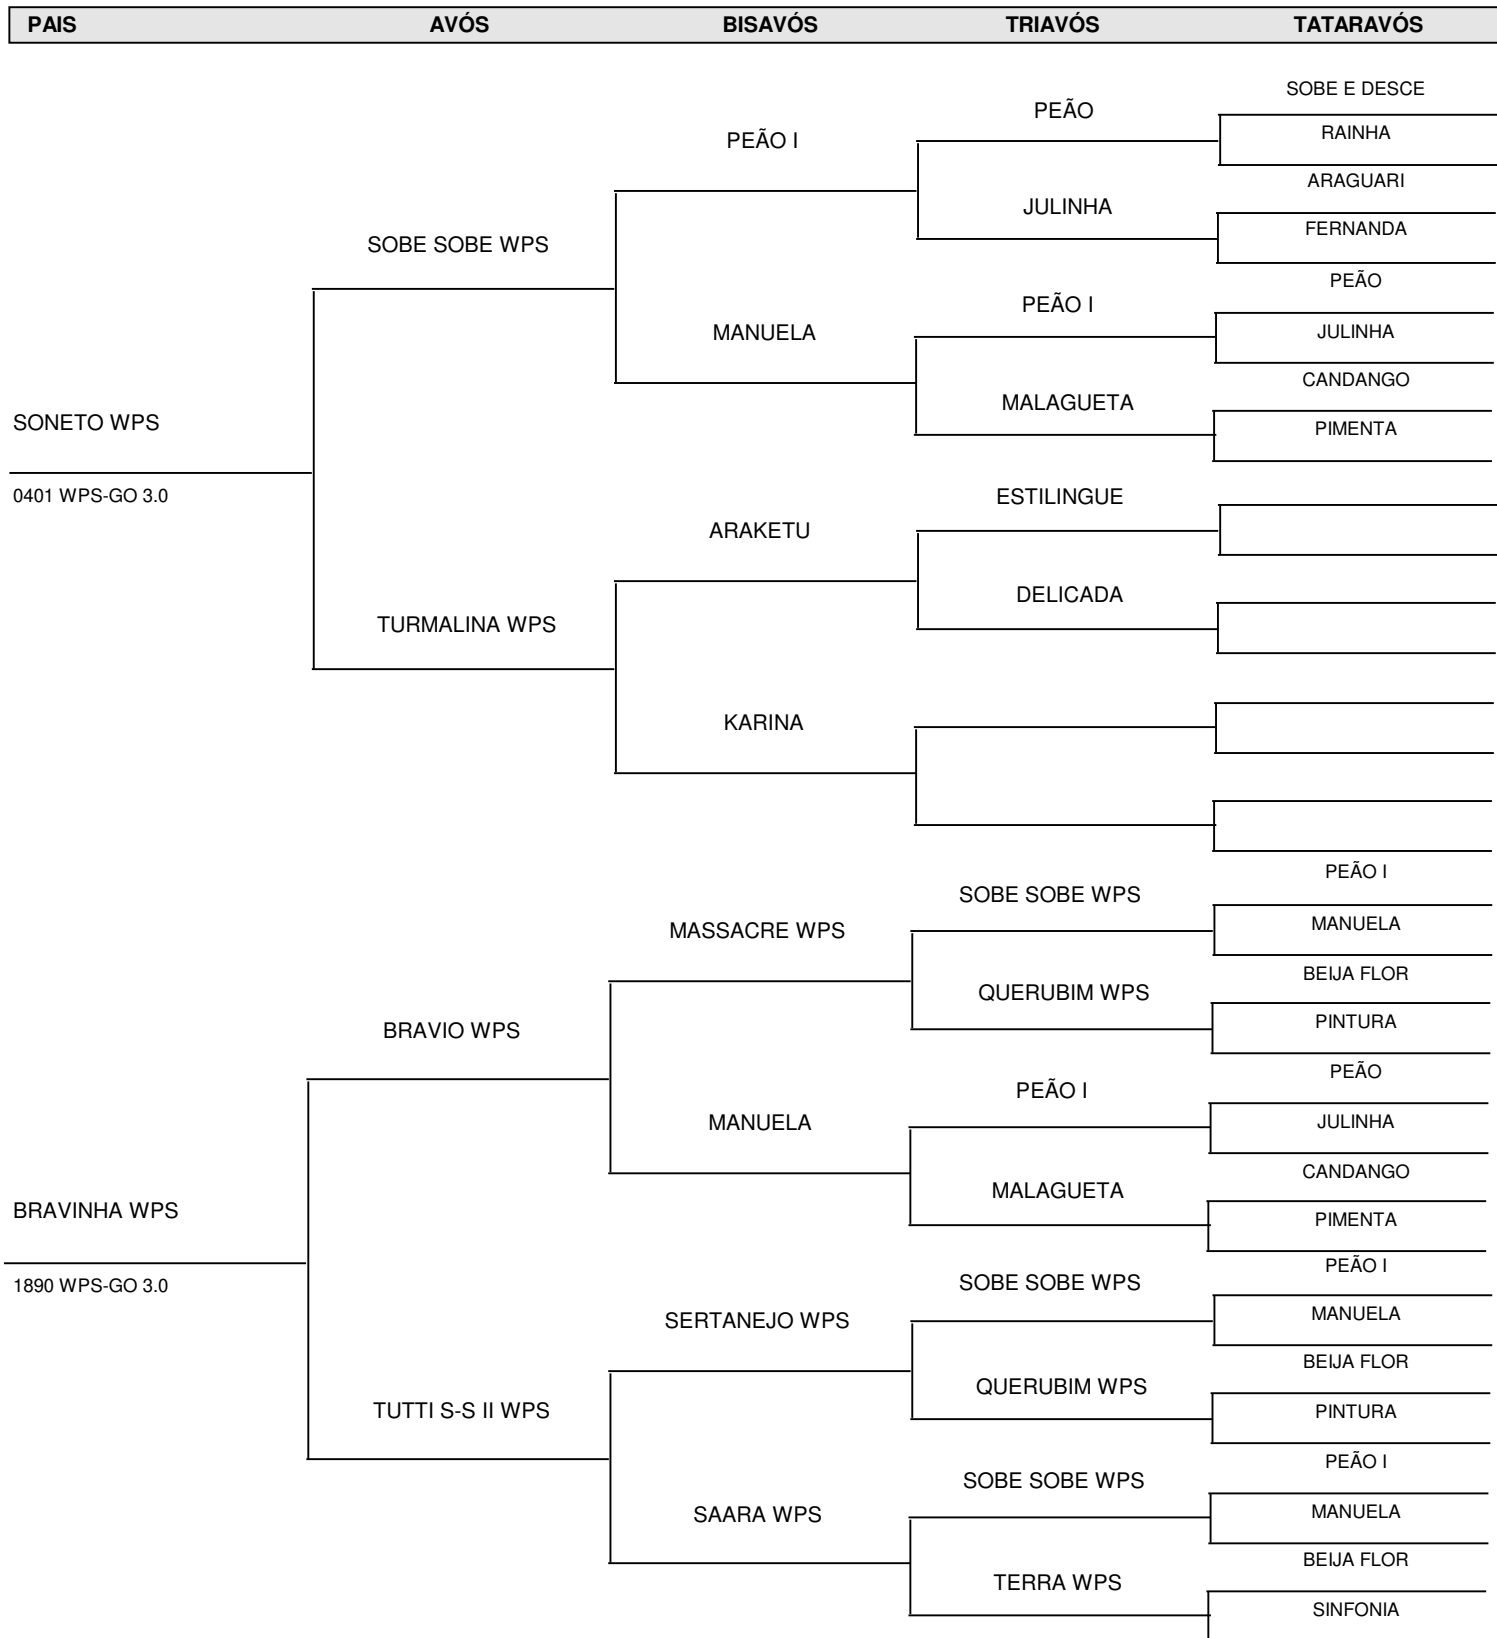 PAIS AVÓS BISAVÓS TRIAVÓS TATARAVÓS
SOBE E DESCE
PEÃO
RAINHA
PEÃO I
ARAGUARI
JULINHA
FERNANDA
SOBE SOBE WPS
PEÃO
PEÃO I
MANUELA
JULINHA
CANDANGO
MALAGUETA
SONETO WPS
PIMENTA
0401 WPS-GO 3.0
ESTILINGUE
ARAKETU
DELICADA
TURMALINA WPS
KARINA
PEÃO I
SOBE SOBE WPS
MASSACRE WPS
MANUELA
BEIJA FLOR
QUERUBIM WPS
PINTURA
BRAVIO WPS
PEÃO
PEÃO I
MANUELA
JULINHA
CANDANGO
MALAGUETA
BRAVINHA WPS
PIMENTA
1890 WPS-GO 3.0
PEÃO I
SOBE SOBE WPS
SERTANEJO WPS
MANUELA
BEIJA FLOR
QUERUBIM WPS
TUTTI S-S II WPS
PINTURA
PEÃO I
SOBE SOBE WPS
SAARA WPS
MANUELA
BEIJA FLOR
TERRA WPS
SINFONIA